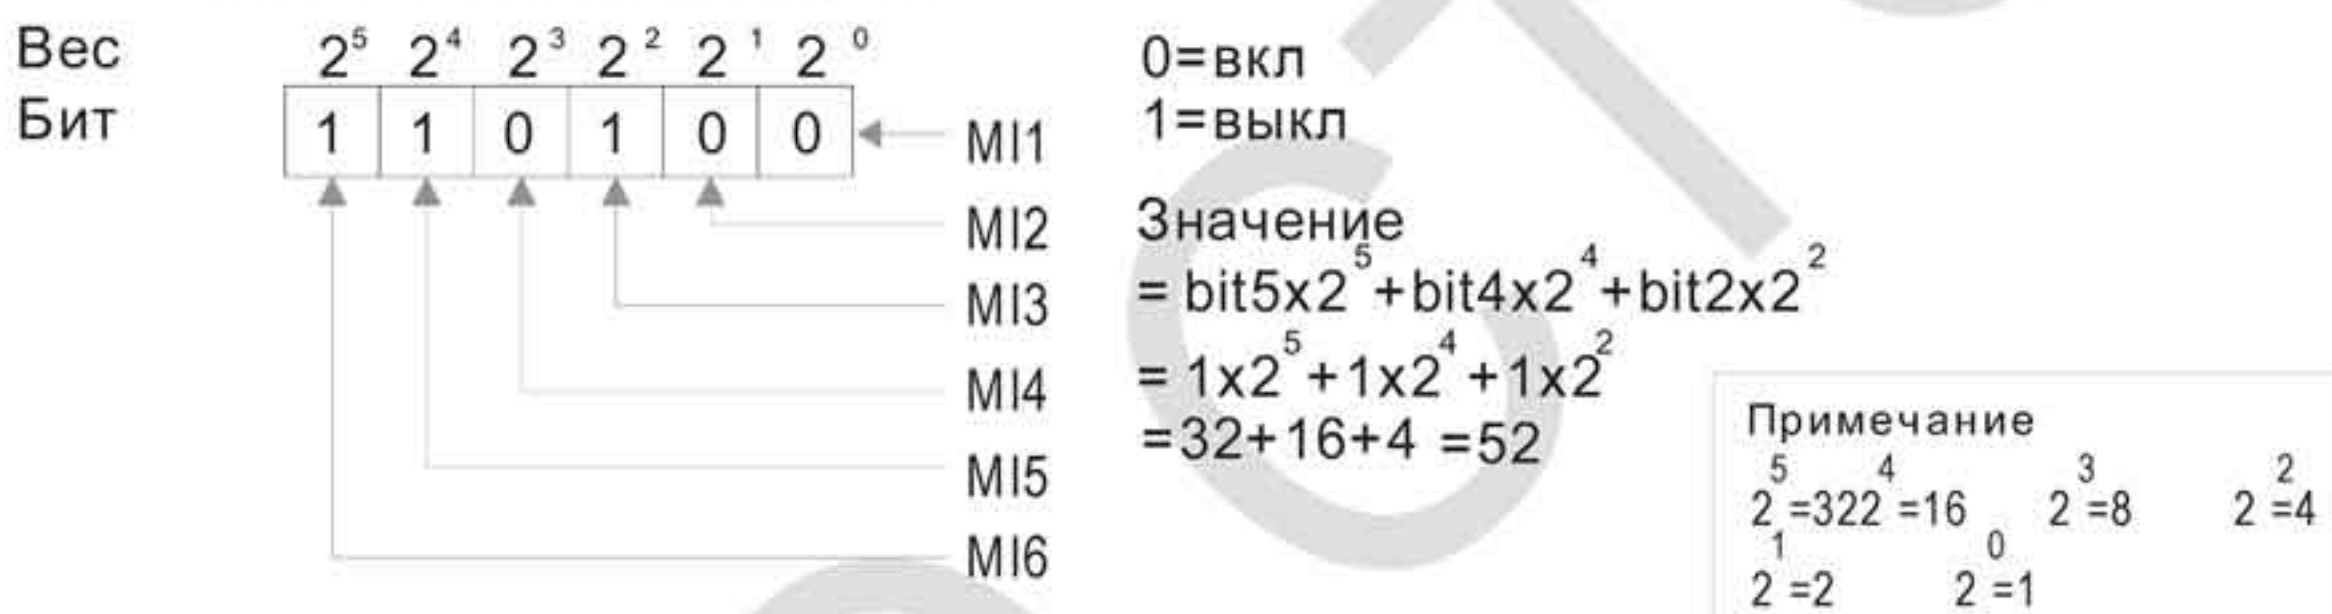 Вес 2⁵ 2⁴ 2³ 2² 2¹ 2⁰
Бит 1 1 0 1 0 0
MI1
MI2
MI3
MI4
MI5
MI6
0=вкл
1=выкл
Значение
= bit5x2⁵+bit4x2⁴+bit2x2²
= 1x2⁵+1x2⁴+1x2²
=32+16+4 =52
Примечание
2⁵=322⁴=16 2³=8 2²=4
2¹=2 2⁰=1